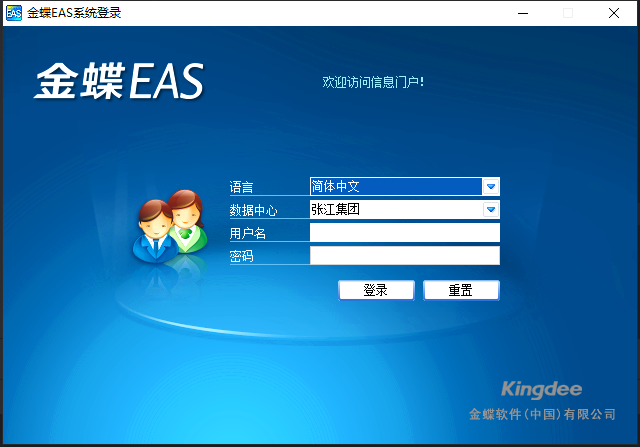 EAS 金蝶EAS系统登录
金蝶EAS
欢迎访问信息门户!
语言 简体中文
数据中心 张江集团
用户名
密码
登录 重置
Kingdee
金蝶软件(中国)有限公司